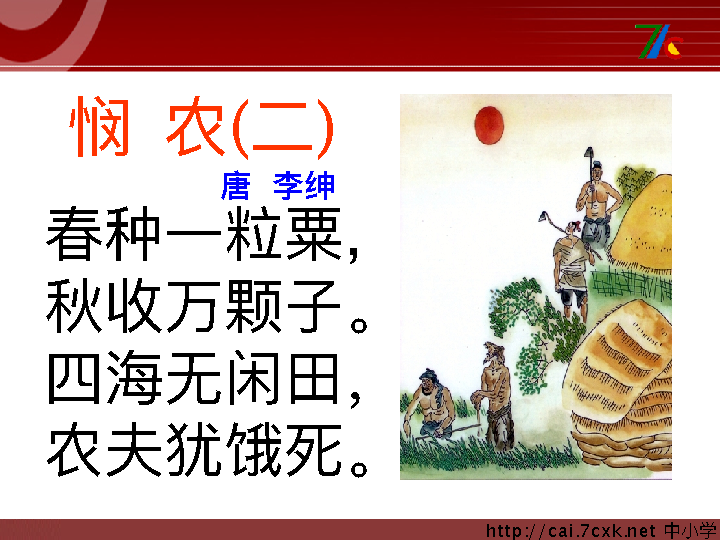 悯 农(二)
唐 李绅
春种一粒粟，
秋收万颗子。
四海无闲田，
农夫犹饿死。
http://cai.7cxk.net 中小学